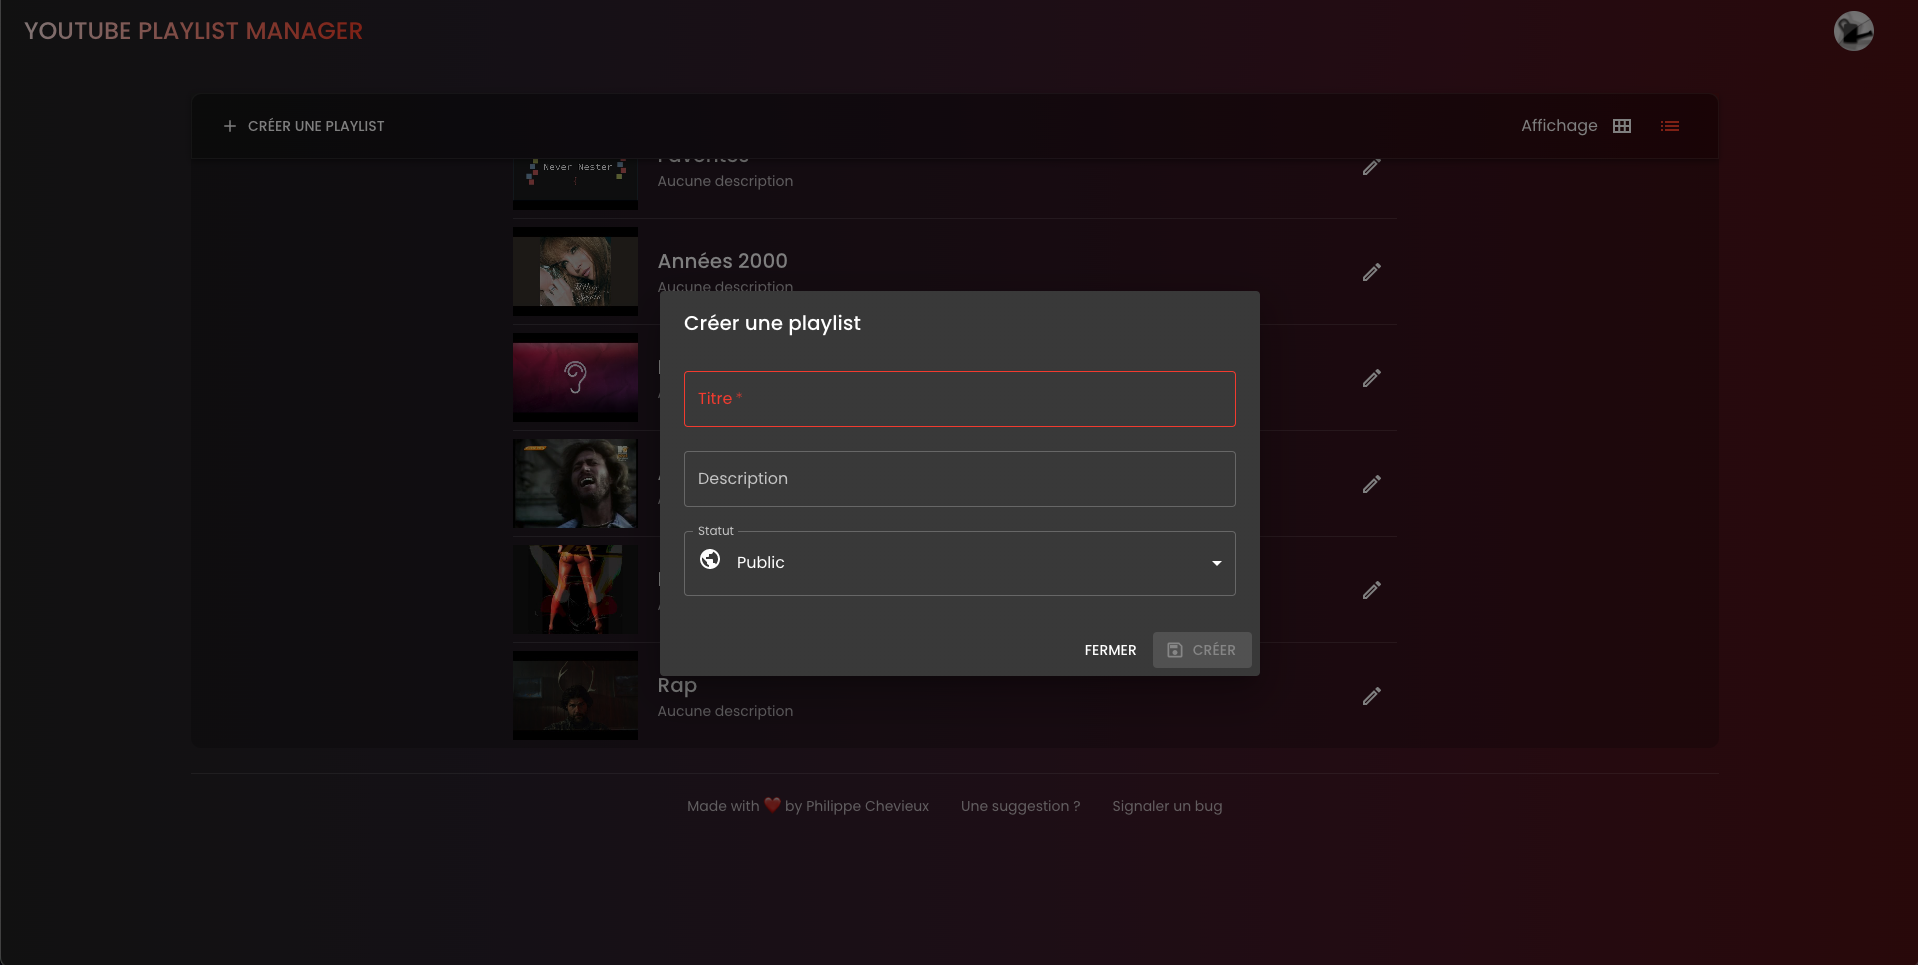 YOUTUBE PLAYLIST MANAGER
CRÉER UNE PLAYLIST
Affichage
Never Nester
Favorites
Aucune description
Années 2000
Aucune description
Créer une playlist
Titre *
Description
Statut
Public
FERMER
CRÉER
Rap
Aucune description
Made with ❤️ by Philippe Chevieux
Une suggestion ?
Signaler un bug